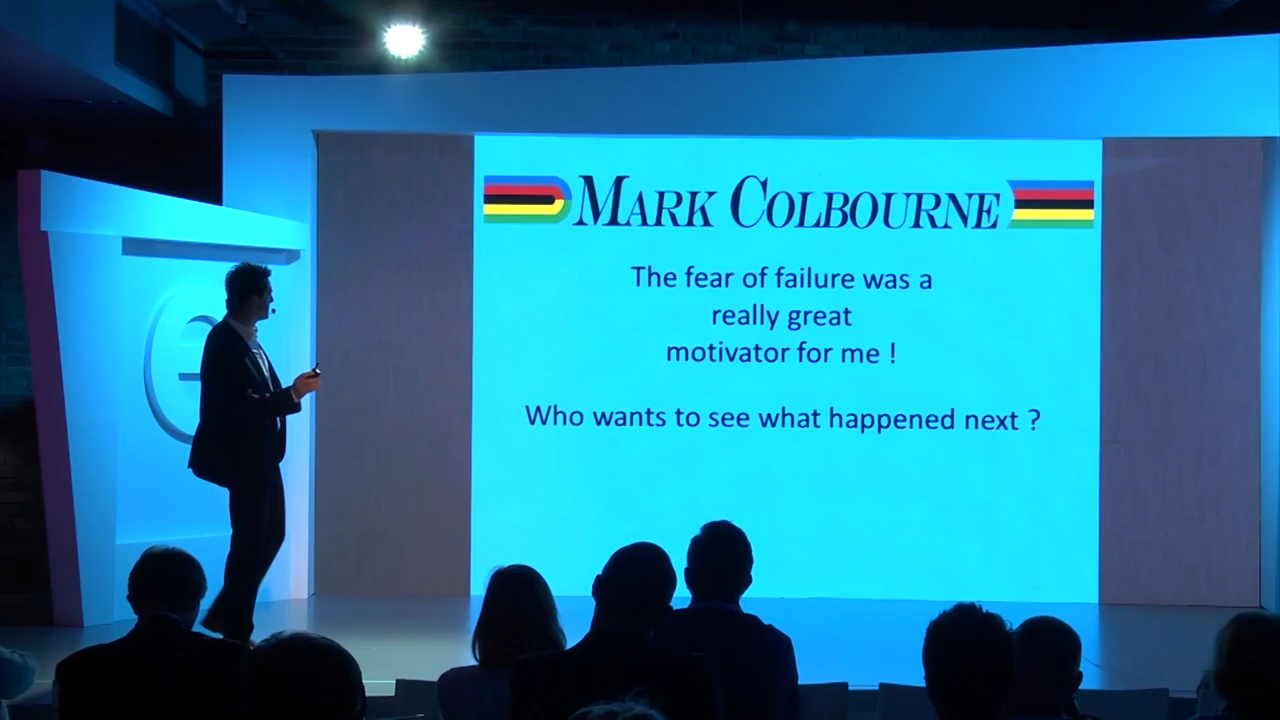 MARK COLBOURNE
The fear of failure was a
really great
motivator for me !
Who wants to see what happened next ?